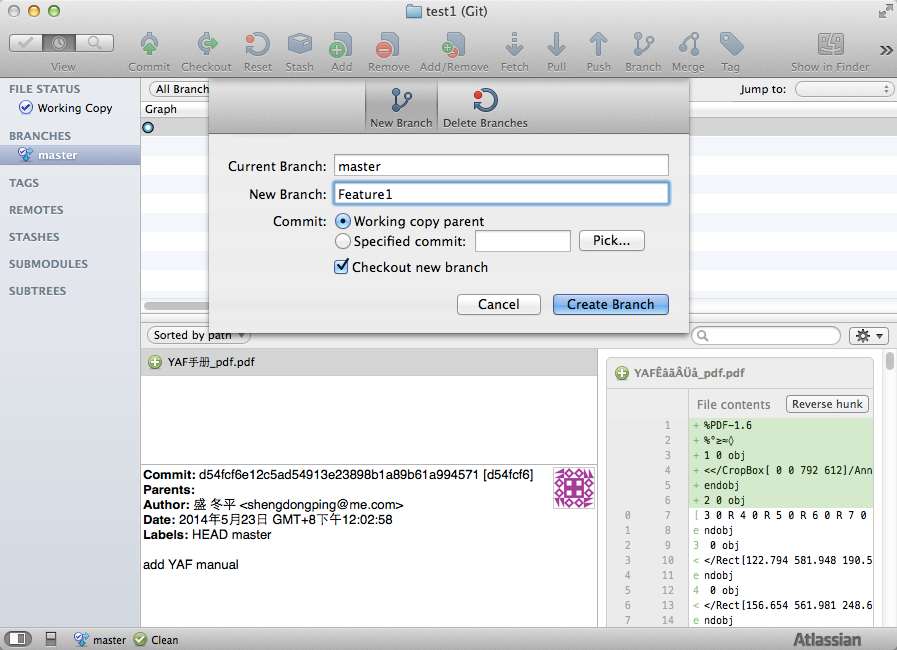 test1 (Git)
View Commit Checkout Reset Stash Add Remove Add/Remove Fetch Pull Push Branch Merge Tag Show in Finder
FILE STATUS
Working Copy
BRANCHES
master
TAGS
REMOTES
STASHES
SUBMODULES
SUBTREES
All Branch
Jump to:
Graph
New Branch Delete Branches
Current Branch: master
New Branch: Feature1
Commit: Working copy parent
Specified commit: Pick...
Checkout new branch
Cancel Create Branch
Sorted by path
YAF手册_pdf.pdf
Commit: d54fcf6e12c5ad54913e23898b1a89b61a994571 [d54fcf6]
Parents:
Author: 盛 冬平 <shengdongping@me.com>
Date: 2014年5月23日 GMT+8下午12:02:58
Labels: HEAD master
add YAF manual
YAFÊâãÂÜå_pdf.pdf
File contents Reverse hunk
1 + %PDF-1.6
2 + %°≥≈◊
3 + 1 0 obj
4 + <</CropBox[ 0 0 792 612]/Ann
5 + endobj
6 + 2 0 obj
0 7 [ 3 0 R 4 0 R 5 0 R 6 0 R 7 0
1 8 e ndobj
2 9 3 0 obj
3 10 < </Rect[122.794 581.948 190.5
4 11 e ndobj
5 12 4 0 obj
6 13 < </Rect[156.654 561.981 248.6
7 14 e ndobj
master Clean
Atlassian